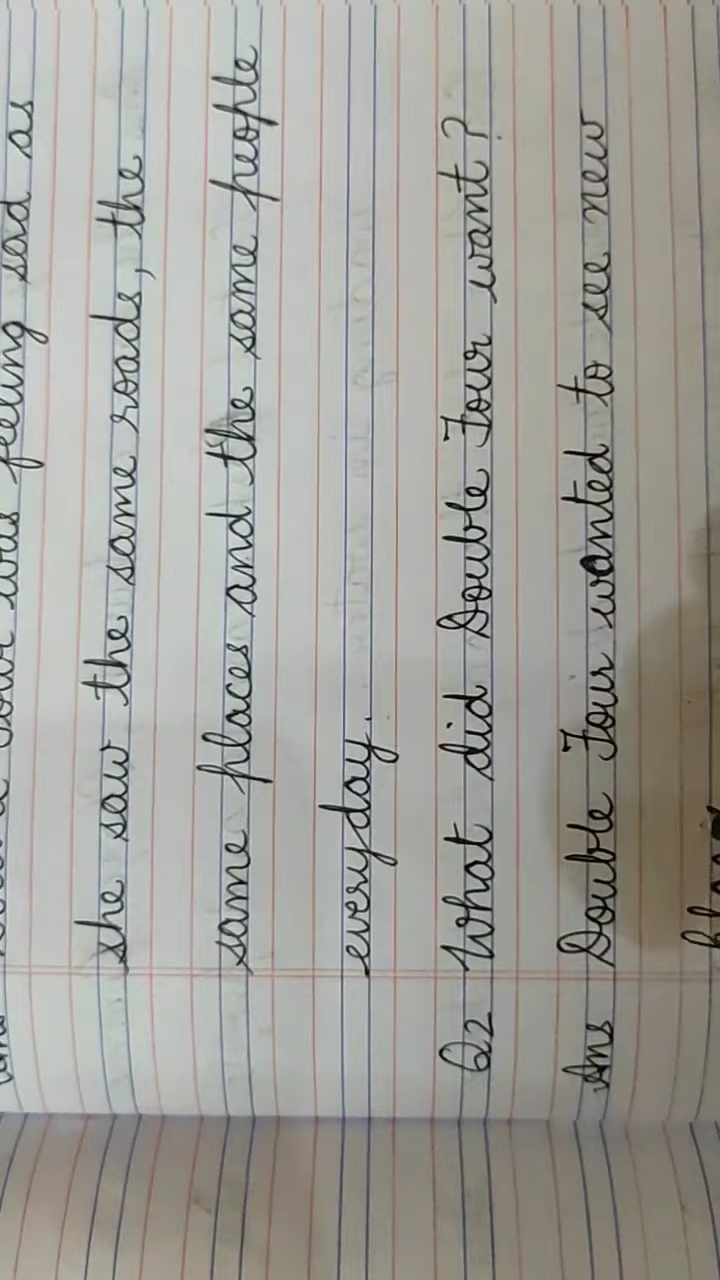 feeling sad as
she saw the same roads, the
same places and the same people
everyday.
Q2 What did Double Four want?
Ans Double Four wanted to see new